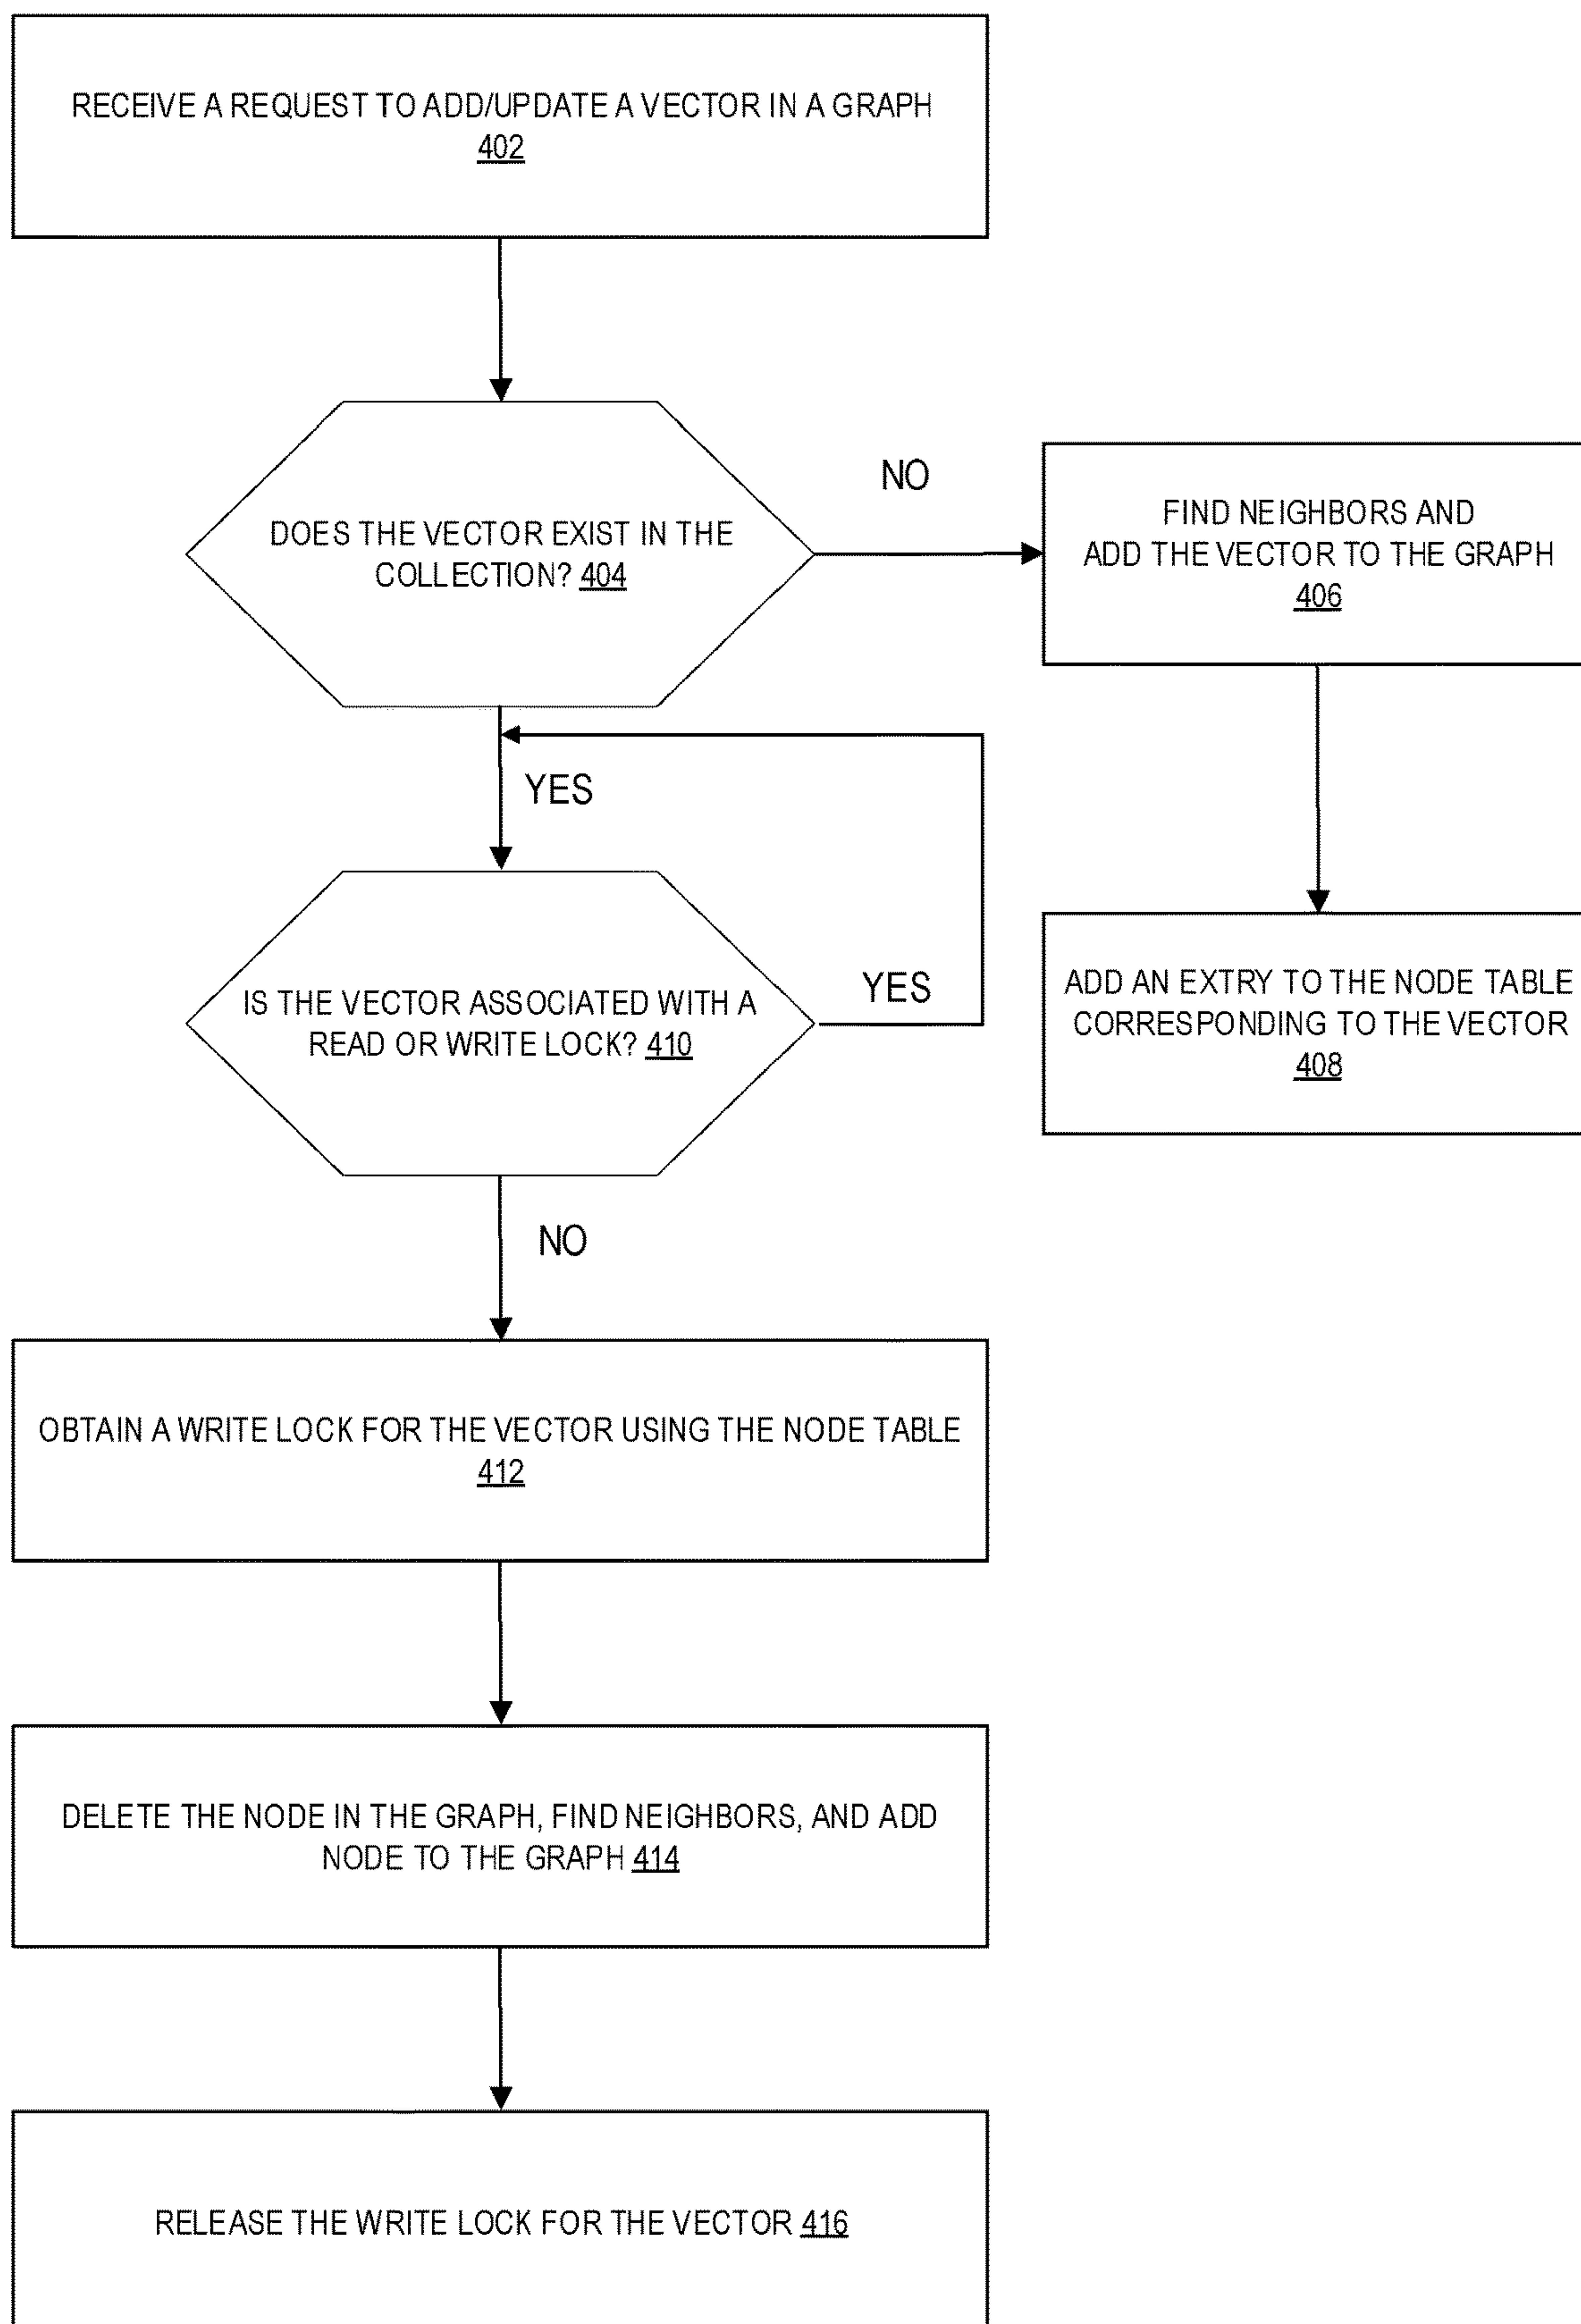 RECEIVE A REQUEST TO ADD/UPDATE A VECTOR IN A GRAPH
402
DOES THE VECTOR EXIST IN THE
COLLECTION? 404
NO
FIND NEIGHBORS AND
ADD THE VECTOR TO THE GRAPH
406
YES
IS THE VECTOR ASSOCIATED WITH A
READ OR WRITE LOCK? 410
YES
ADD AN EXTRY TO THE NODE TABLE
CORRESPONDING TO THE VECTOR
408
NO
OBTAIN A WRITE LOCK FOR THE VECTOR USING THE NODE TABLE
412
DELETE THE NODE IN THE GRAPH, FIND NEIGHBORS, AND ADD
NODE TO THE GRAPH 414
RELEASE THE WRITE LOCK FOR THE VECTOR 416